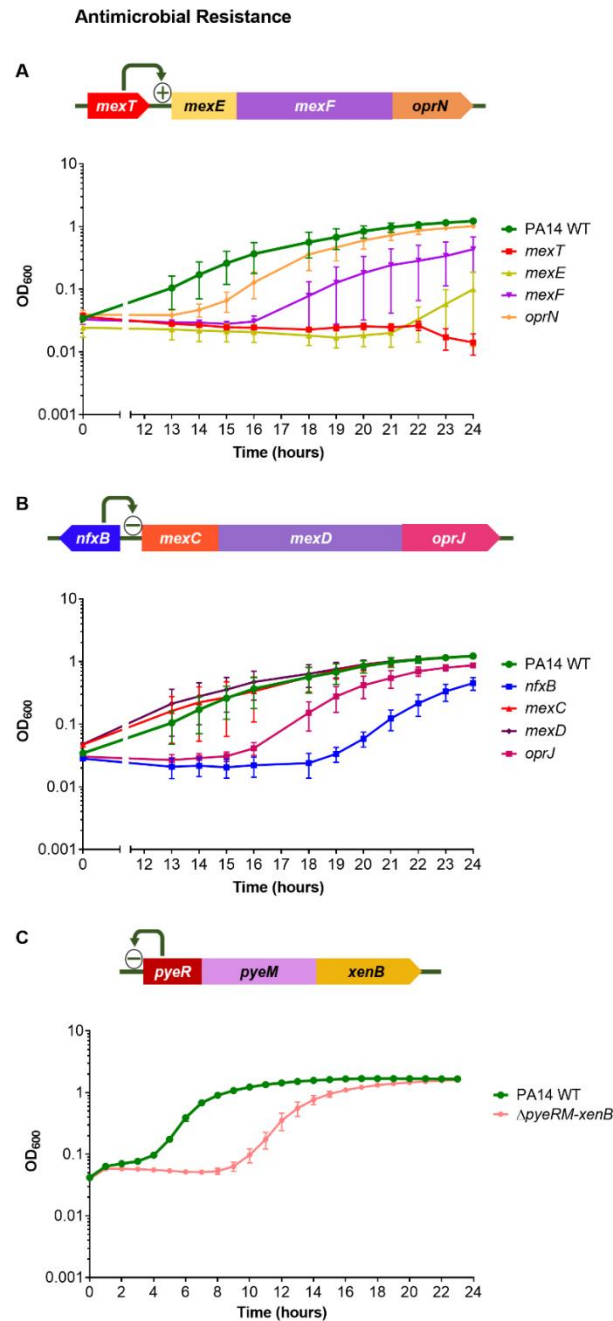 Antimicrobial Resistance
A
mexT + mexE mexF oprN
OD600
1
0.1
0.01
0.001
0 12 13 14 15 16 17 18 19 20 21 22 23 24
Time (hours)
PA14 WT
mexT
mexE
mexF
oprN
B
nfxB − mexC mexD oprJ
OD600
10
1
0.1
0.01
0.001
0 12 13 14 15 16 17 18 19 20 21 22 23 24
Time (hours)
PA14 WT
nfxB
mexC
mexD
oprJ
C
− pyeR pyeM xenB
OD600
10
1
0.1
0.01
0.001
0 2 4 6 8 10 12 14 16 18 20 22 24
Time (hours)
PA14 WT
ΔpyeRM-xenB